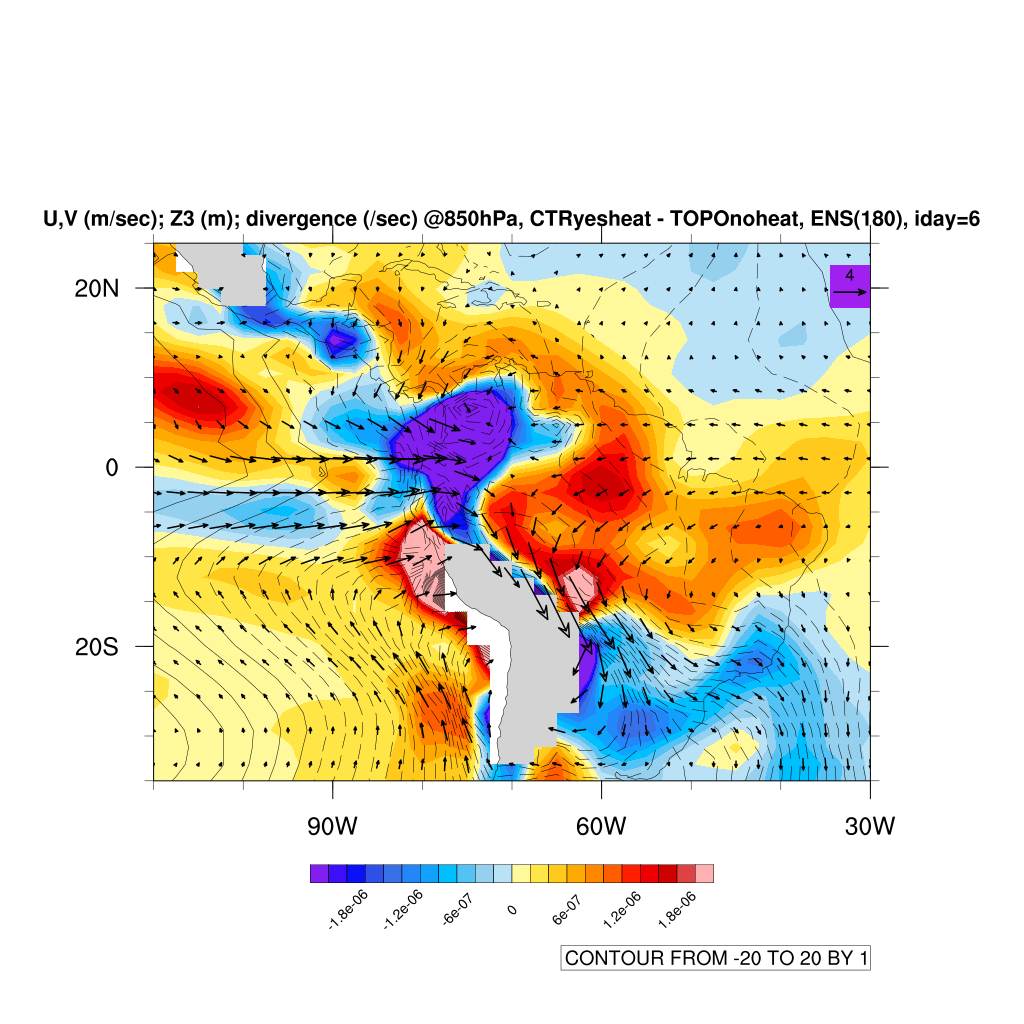 U,V (m/sec); Z3 (m); divergence (/sec) @850hPa, CTRyesheat - TOPOnoheat, ENS(180), iday=6
4
20N
0
20S
90W
60W
30W
-1.8e-06
-1.2e-06
-6e-07
0
6e-07
1.2e-06
1.8e-06
CONTOUR FROM -20 TO 20 BY 1